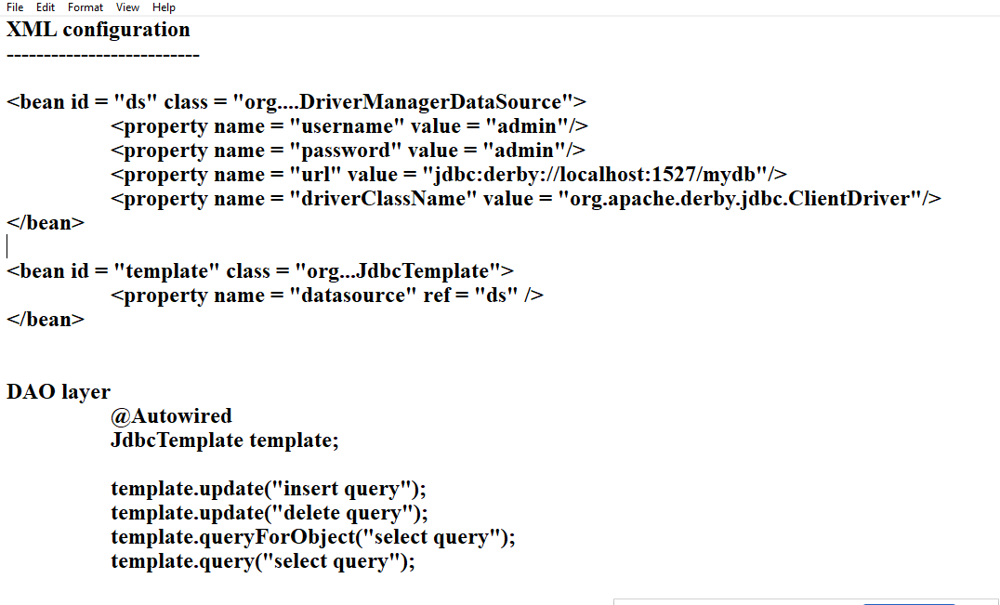 File Edit Format View Help
XML configuration
--------------------------
<bean id = "ds" class = "org....DriverManagerDataSource">
<property name = "username" value = "admin"/>
<property name = "password" value = "admin"/>
<property name = "url" value = "jdbc:derby://localhost:1527/mydb"/>
<property name = "driverClassName" value = "org.apache.derby.jdbc.ClientDriver"/>
</bean>
<bean id = "template" class = "org...JdbcTemplate">
<property name = "datasource" ref = "ds" />
</bean>
DAO layer
@Autowired
JdbcTemplate template;
template.update("insert query");
template.update("delete query");
template.queryForObject("select query");
template.query("select query");